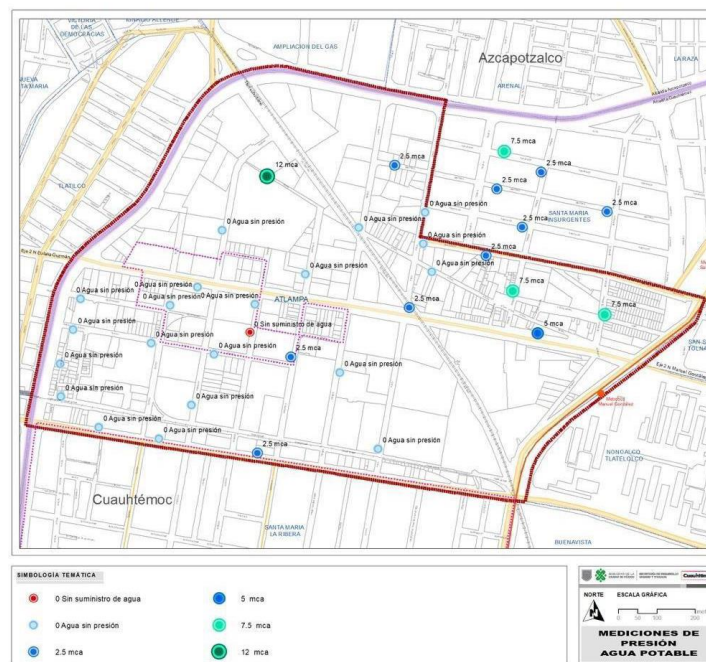 VICTORIA
DE LAS
DEMOCRACIAS
AMPLIACION DEL GAS
Azcapotzalco
LA RAZA
ARENAL
NUEVA
TLATILCO
12 mca
2.5 mca
7.5 mca
2.5 mca
2.5 mca
2.5 mca
SANTA MARIA
INSURGENTES
2.5 mca
0 Agua sin presión
0 Agua sin presión
0 Agua sin presión
2.5 mca
0 Agua sin presión
0 Agua sin presión
7.5 mca
7.5 mca
5 mca
2.5 mca
ATLAMPA
0 Agua sin presión
0 Agua sin presión
0 Agua sin presión
0 Agua sin presión
0 Sin suministro de agua
0 Agua sin presión
0 Agua sin presión
0 Agua sin presión
2.5 mca
0 Agua sin presión
0 Agua sin presión
0 Agua sin presión
0 Agua sin presión
0 Agua sin presión
0 Agua sin presión
0 Agua sin presión
2.5 mca
Manuel González
NONOALCO
TLATELOLCO
Cuauhtémoc
SANTA MARIA
LA RIBERA
BUENAVISTA
SIMBOLOGÍA TEMÁTICA
0 Sin suministro de agua
0 Agua sin presión
2.5 mca
5 mca
7.5 mca
12 mca
NORTE
ESCALA GRÁFICA
0 50 100 200
MEDICIONES DE
PRESIÓN
AGUA POTABLE